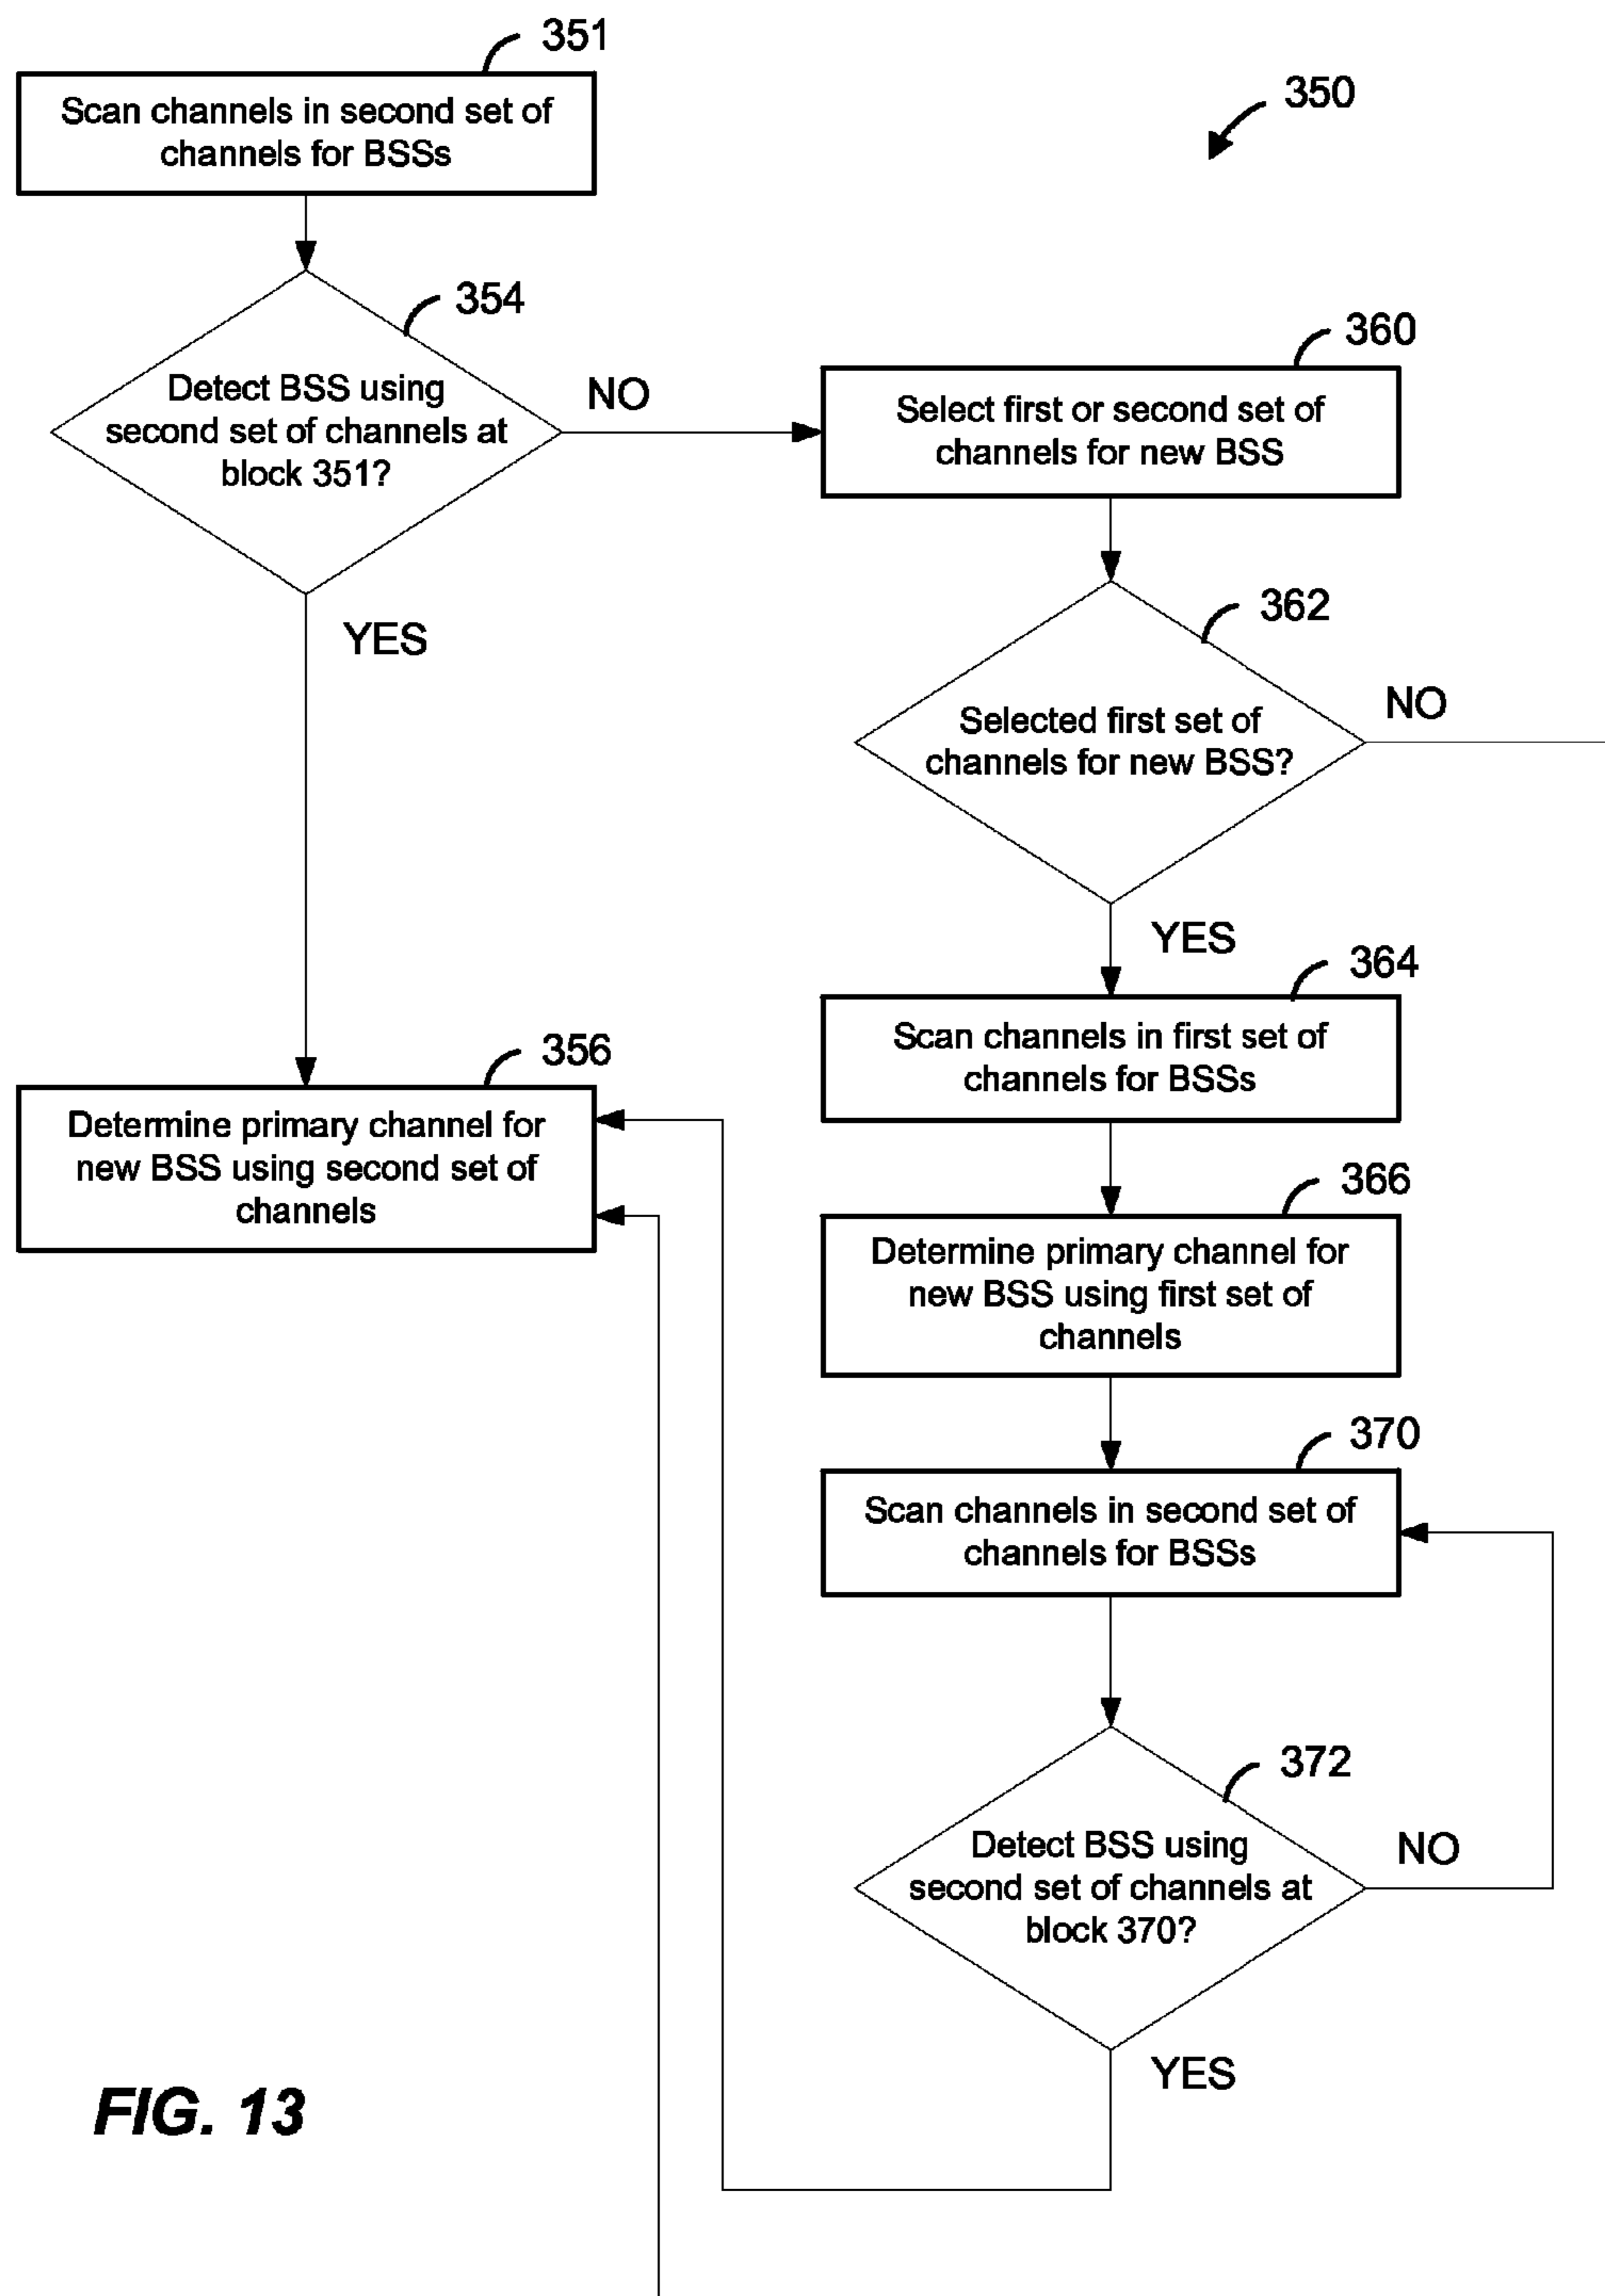 351
Scan channels in second set of
channels for BSSs
350
354
Detect BSS using
second set of channels at
block 351?
NO
YES
360
Select first or second set of
channels for new BSS
362
Selected first set of
channels for new BSS?
NO
YES
364
Scan channels in first set of
channels for BSSs
356
Determine primary channel for
new BSS using second set of
channels
366
Determine primary channel for
new BSS using first set of
channels
370
Scan channels in second set of
channels for BSSs
372
Detect BSS using
second set of channels at
block 370?
NO
YES
FIG. 13